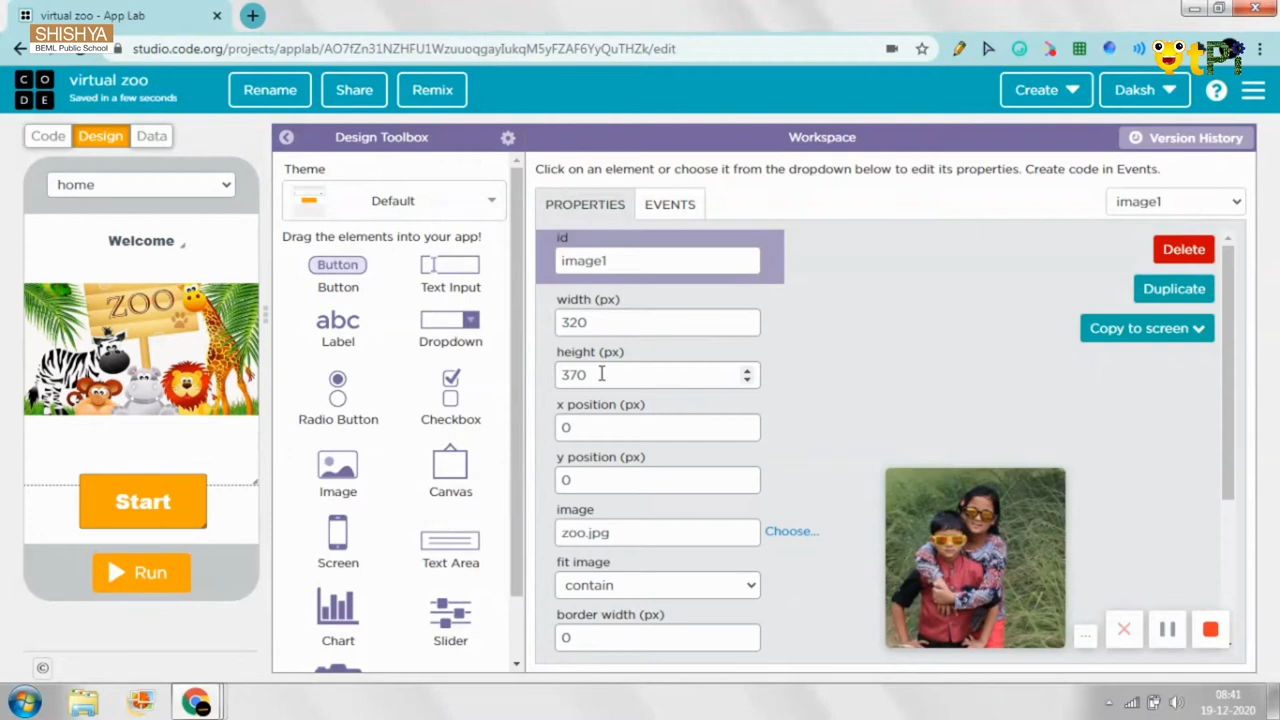 virtual zoo - App Lab
SHISHYA
BEML Public School
studio.code.org/projects/applab/AO7fZn31NZHFU1WzuuoqgayIukqM5yFZAF6YyQuTHZk/edit
tPi
CODE
virtual zoo
Saved in a few seconds
Rename
Share
Remix
Create
Daksh
?
Code
Design
Data
Design Toolbox
Workspace
Version History
home
Welcome
ZOO
Start
Run
Theme
Default
Drag the elements into your app!
Button
Button
Text Input
abc
Label
Dropdown
Radio Button
Checkbox
Image
Canvas
Screen
Text Area
Chart
Slider
Click on an element or choose it from the dropdown below to edit its properties. Create code in Events.
PROPERTIES
EVENTS
image1
id
image1
width (px)
320
height (px)
370
x position (px)
0
y position (px)
0
image
zoo.jpg
Choose...
fit image
contain
border width (px)
0
Delete
Duplicate
Copy to screen
...
©
08:41
19-12-2020